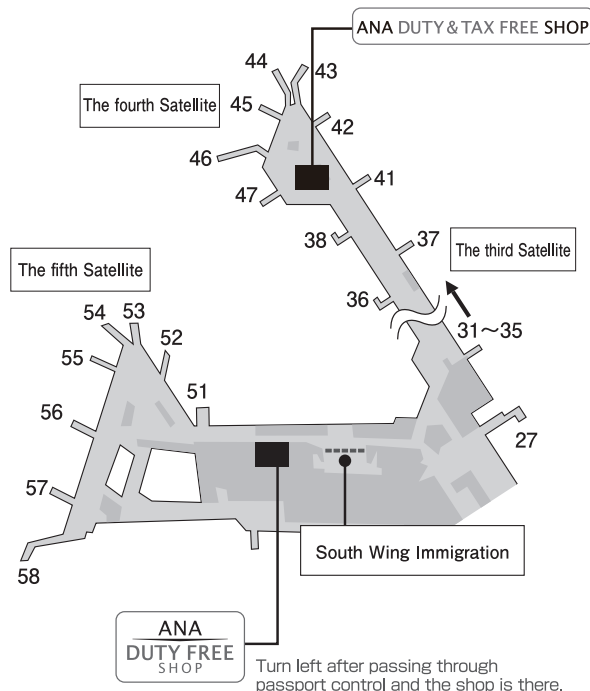 ANA DUTY & TAX FREE SHOP
44
43
The fourth Satellite
45
42
46
41
47
38
37
The third Satellite
The fifth Satellite
36
54
53
31～35
52
55
51
56
27
57
South Wing Immigration
58
ANA
DUTY FREE
SHOP
Turn left after passing through
passport control and the shop is there.